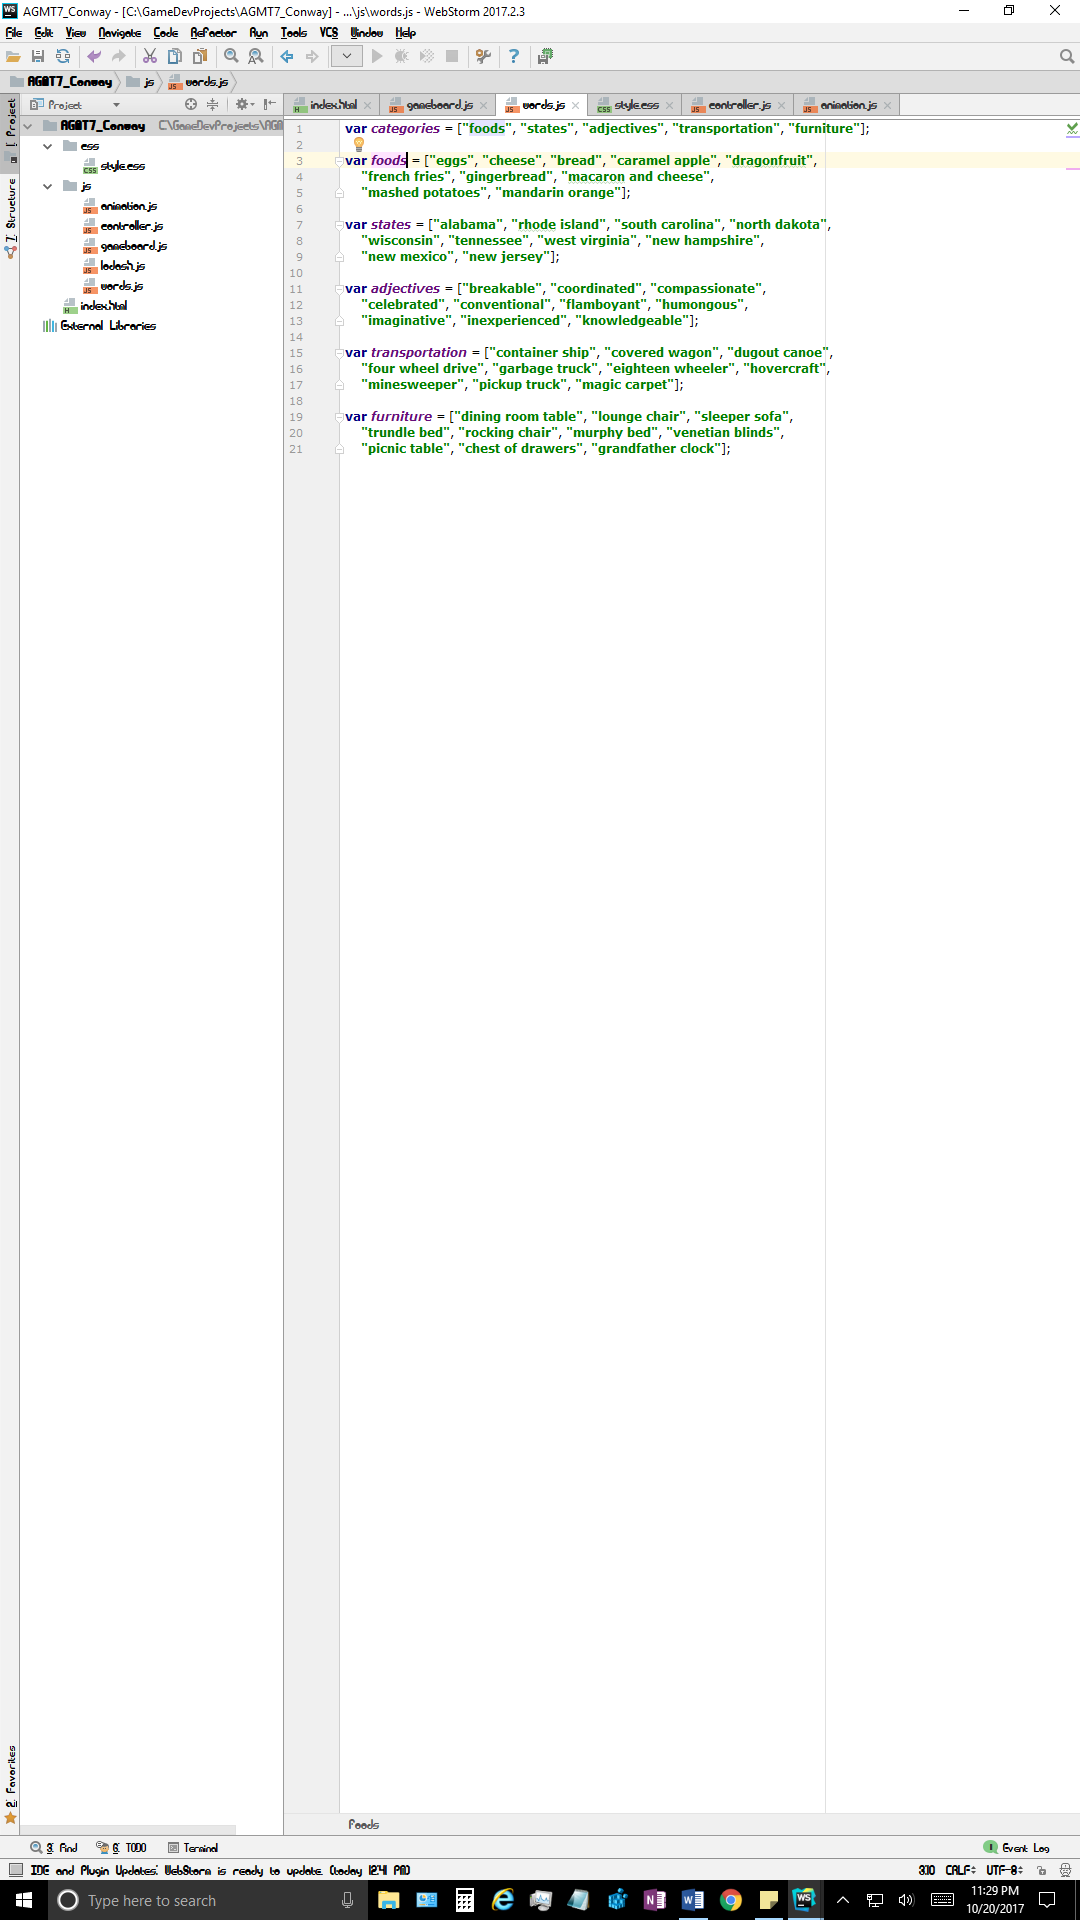 AGMT7_Conway - [C:\GameDevProjects\AGMT7_Conway] - ...\js\words.js - WebStorm 2017.2.3
File Edit View Navigate Code Refactor Run Tools VCS Window Help
AGMT7_Conway js words.js
Project index.html gameboard.js words.js style.css controller.js animation.js
1: Project
7: Structure
2: Favorites
AGMT7_Conway C:\GameDevProjects\AG
css
style.css
js
animation.js
controller.js
gameboard.js
lodash.js
words.js
index.html
External Libraries
1 var categories = ["foods", "states", "adjectives", "transportation", "furniture"];
2
3 var foods = ["eggs", "cheese", "bread", "caramel apple", "dragonfruit",
4 "french fries", "gingerbread", "macaron and cheese",
5 "mashed potatoes", "mandarin orange"];
6
7 var states = ["alabama", "rhode island", "south carolina", "north dakota",
8 "wisconsin", "tennessee", "west virginia", "new hampshire",
9 "new mexico", "new jersey"];
10
11 var adjectives = ["breakable", "coordinated", "compassionate",
12 "celebrated", "conventional", "flamboyant", "humongous",
13 "imaginative", "inexperienced", "knowledgeable"];
14
15 var transportation = ["container ship", "covered wagon", "dugout canoe",
16 "four wheel drive", "garbage truck", "eighteen wheeler", "hovercraft",
17 "minesweeper", "pickup truck", "magic carpet"];
18
19 var furniture = ["dining room table", "lounge chair", "sleeper sofa",
20 "trundle bed", "rocking chair", "murphy bed", "venetian blinds",
21 "picnic table", "chest of drawers", "grandfather clock"];
foods
3: Find 6: TODO Terminal Event Log
IDE and Plugin Updates: WebStorm is ready to update. (today 12:41 PM) 3:10 CRLF UTF-8
Type here to search
11:29 PM
10/20/2017